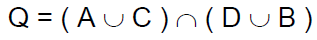 Q = ( A ∪ C ) ∩ ( D ∪ B )